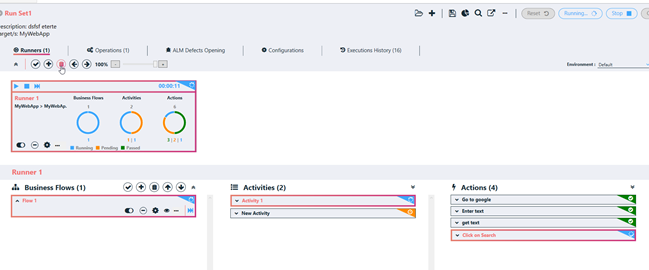 Run Set1
escription: dsfsf eterte
arget/s: MyWebApp
Reset
Running...
Stop
Runners (1)
Operations (1)
ALM Defects Opening
Configurations
Executions History (16)
100%
Environment :
Default
00:00:11
Runner 1
MyWebApp > MyWebAp.
Business Flows
Activities
Actions
1
2
6
1
1 | 1
3 | 2 | 1
Running
Pending
Passed
Runner 1
Business Flows (1)
Activities (2)
Actions (4)
Flow 1
Activity 1
New Activity
Go to google
Enter text
get text
Click on Search